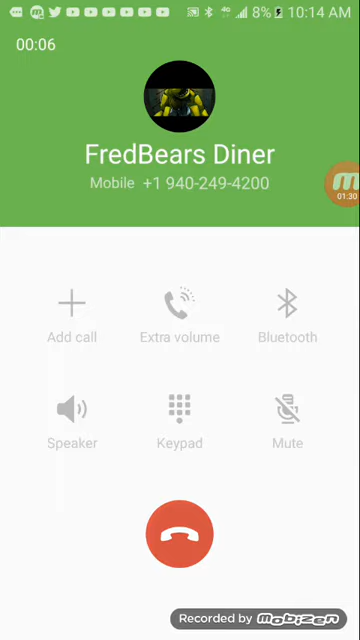 8% 10:14 AM
00:06
FredBears Diner
Mobile +1 940-249-4200
01:30
Add call
Extra volume
Bluetooth
Speaker
Keypad
Mute
Recorded by Mobizen